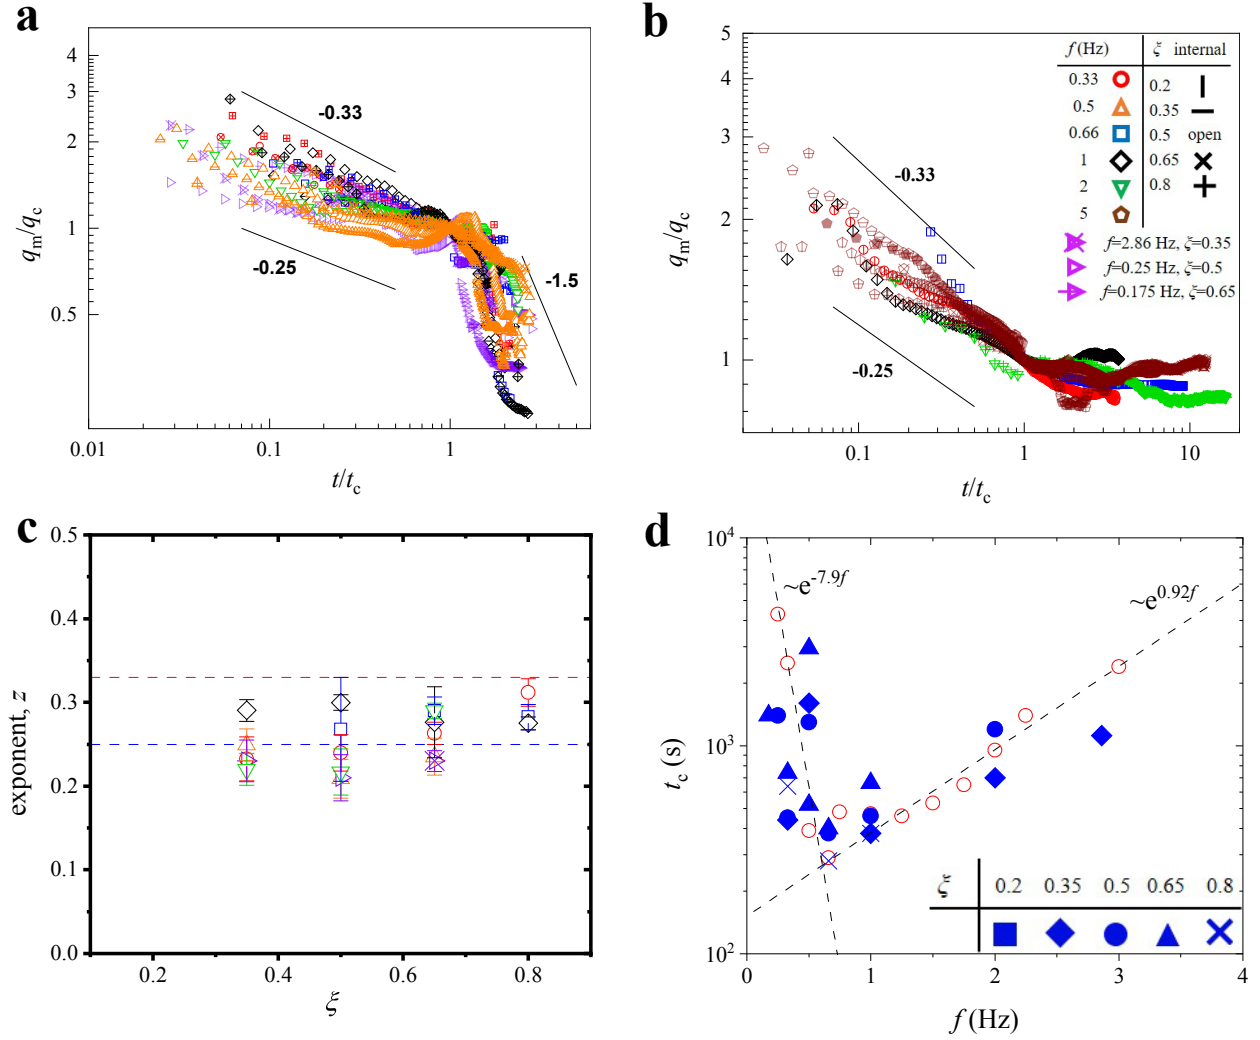 a
4
3
2
1
0.5
q_m/q_c
-0.33
-0.25
-1.5
0.01
0.1
1
t/t_c
b
5
4
3
2
1
q_m/q_c
-0.33
-0.25
0.1
1
10
t/t_c
f (Hz) ξ internal
0.33 0.2
0.5 0.35
0.66 0.5 open
1 0.65
2 0.8
5
f=2.86 Hz, ξ=0.35
f=0.25 Hz, ξ=0.5
f=0.175 Hz, ξ=0.65
c
0.5
0.4
0.3
0.2
0.1
0.0
exponent, z
0.2 0.4 0.6 0.8
ξ
d
10^4
10^3
10^2
t_c (s)
~e^-7.9f
~e^0.92f
ξ 0.2 0.35 0.5 0.65 0.8
0 1 2 3 4
f (Hz)